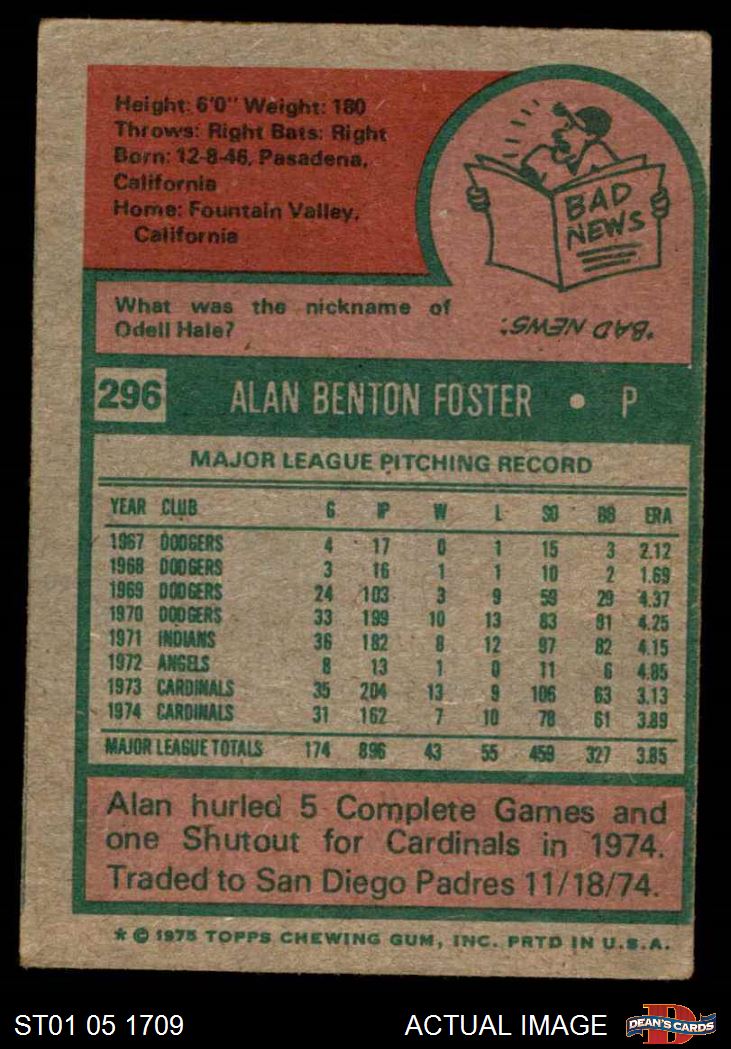 Height: 6'0" Weight: 180
Throws: Right Bats: Right
Born: 12-8-46, Pasadena,
California
Home: Fountain Valley,
California
BAD
NEWS
What was the nickname of
Odell Hale?
"BAD NEWS."
296 ALAN BENTON FOSTER • P
MAJOR LEAGUE PITCHING RECORD
YEAR CLUB G IP W L SO BB ERA
1967 DODGERS 4 17 0 1 15 3 2.12
1968 DODGERS 3 16 1 1 10 2 1.69
1969 DODGERS 24 103 3 9 59 29 4.37
1970 DODGERS 33 199 10 13 83 81 4.25
1971 INDIANS 36 182 8 12 97 82 4.15
1972 ANGELS 8 13 1 0 11 6 4.85
1973 CARDINALS 35 204 13 9 106 63 3.13
1974 CARDINALS 31 162 7 10 78 61 3.89
MAJOR LEAGUE TOTALS 174 896 43 55 459 327 3.85
Alan hurled 5 Complete Games and
one Shutout for Cardinals in 1974.
Traded to San Diego Padres 11/18/74.
* © 1975 TOPPS CHEWING GUM, INC. PRTD IN U.S.A.
ST01 05 1709 ACTUAL IMAGE DEAN'S CARDS